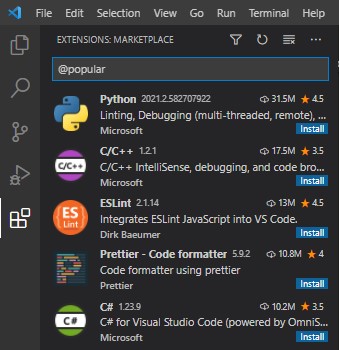 File Edit Selection View Go Run Terminal Help
EXTENSIONS: MARKETPLACE
@popular
Python 2021.2.582707922 31.5M 4.5
Linting, Debugging (multi-threaded, remote), ...
Microsoft Install
C/C++ 1.2.1 17.5M 3.5
C/C++ IntelliSense, debugging, and code bro...
Microsoft Install
ESLint 2.1.14 13M 4.5
Integrates ESLint JavaScript into VS Code.
Dirk Baeumer Install
Prettier - Code formatter 5.9.2 10.8M 4
Code formatter using prettier
Prettier Install
C# 1.23.9 10.2M 3.5
C# for Visual Studio Code (powered by OmniS...
Microsoft Install
C/C++
ES
Lint
C#